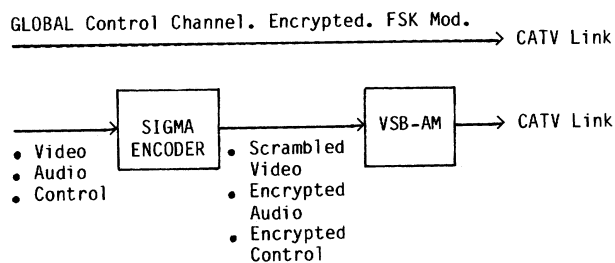 GLOBAL Control Channel. Encrypted. FSK Mod.
CATV Link
SIGMA
ENCODER
VSB-AM
CATV Link
• Video
• Audio
• Control
• Scrambled
Video
• Encrypted
Audio
• Encrypted
Control